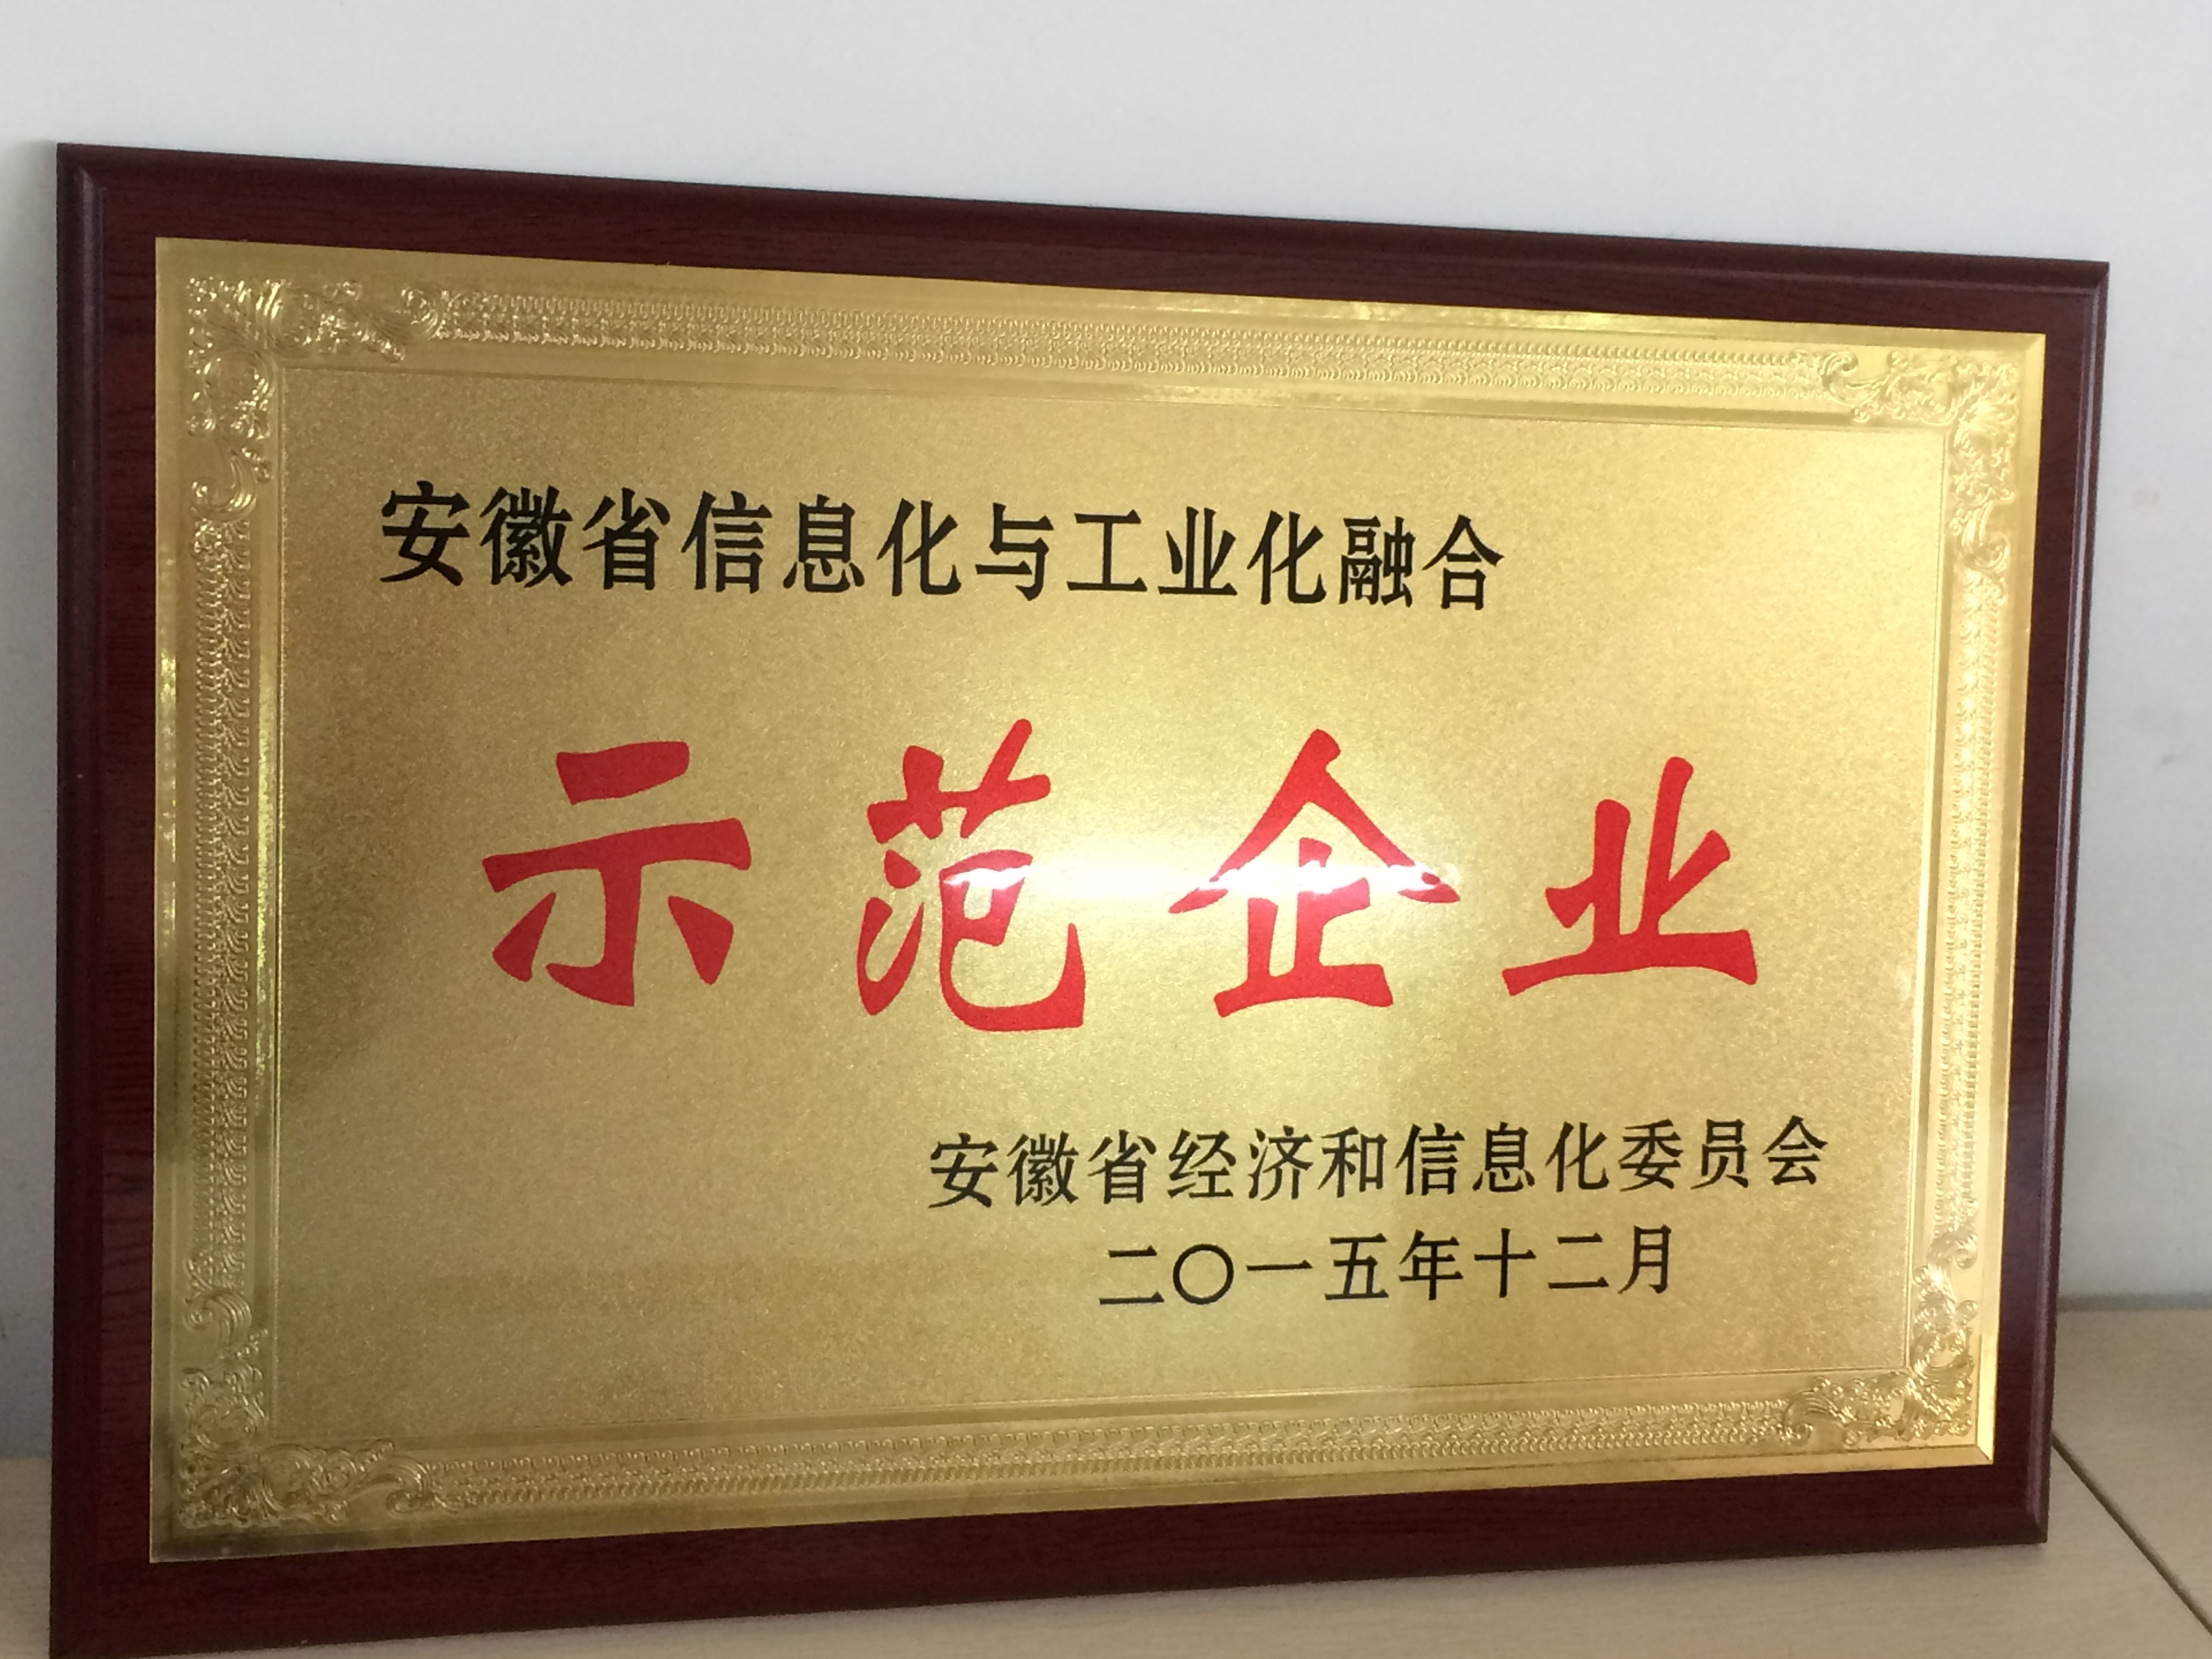 安徽省信息化与工业化融合
示范企业
安徽省经济和信息化委员会
二〇一五年十二月